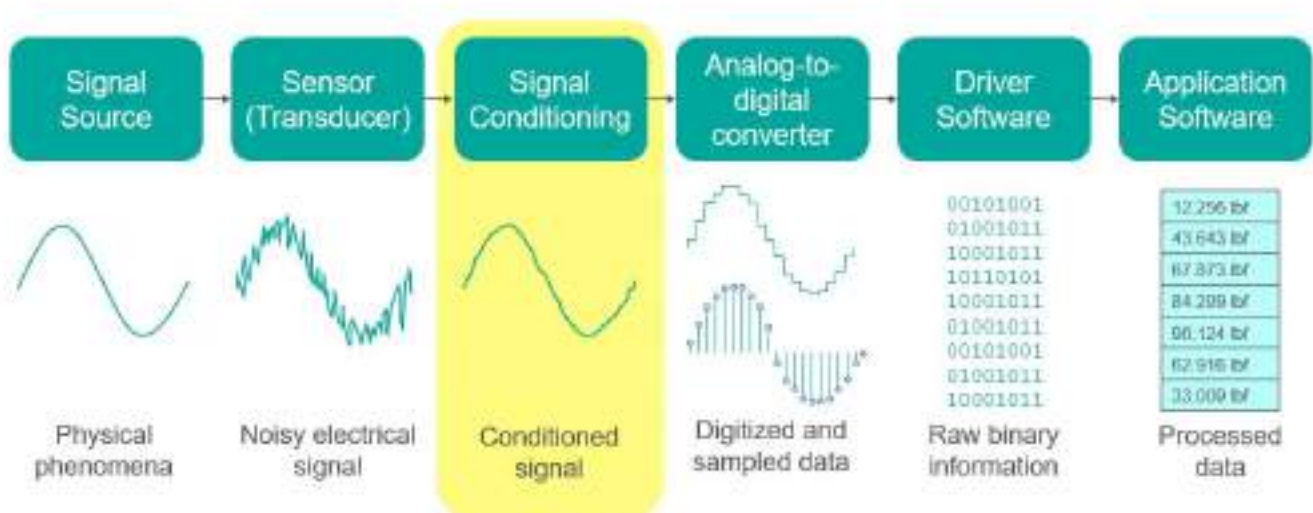 Signal
Source
Sensor
(Transducer)
Signal
Conditioning
Analog-to-
digital
converter
Driver
Software
Application
Software
00101001
01001011
10001011
10110101
10001011
01001011
00101001
01001011
10001011
12.256 lbf
43.643 lbf
67.873 lbf
84.299 lbf
96.124 lbf
62.916 lbf
33.009 lbf
Physical
phenomena
Noisy electrical
signal
Conditioned
signal
Digitized and
sampled data
Raw binary
information
Processed
data